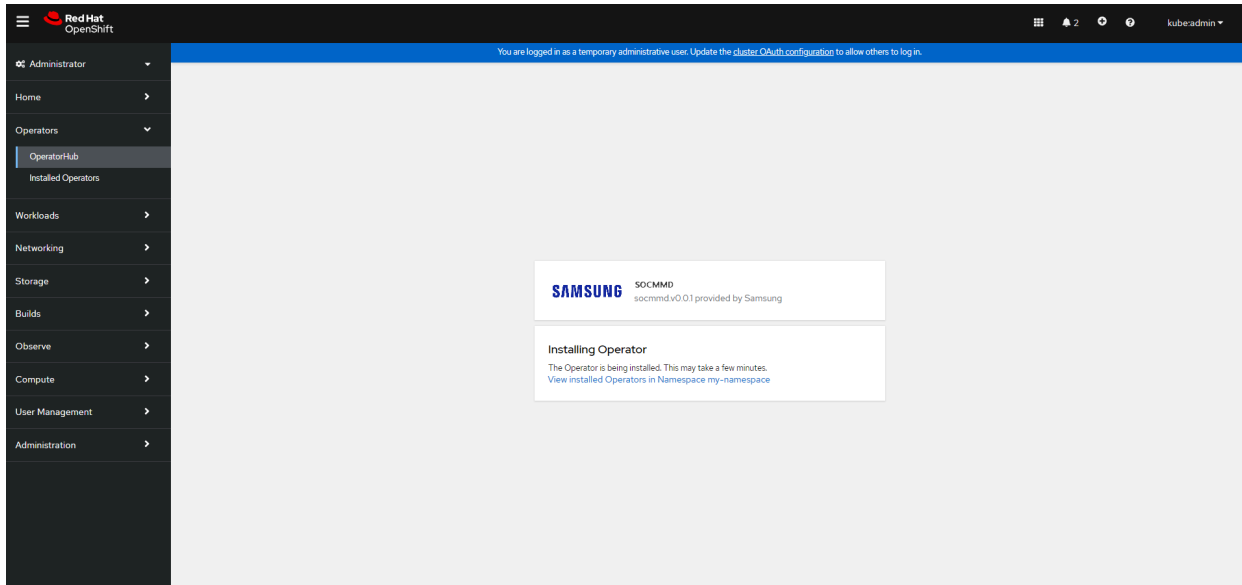 Red Hat
OpenShift
2
kube:admin
You are logged in as a temporary administrative user. Update the cluster OAuth configuration to allow others to log in.
Administrator
Home
Operators
OperatorHub
Installed Operators
Workloads
Networking
Storage
Builds
Observe
Compute
User Management
Administration
SAMSUNG
SOCMMD
socmmd.v0.0.1 provided by Samsung
Installing Operator
The Operator is being installed. This may take a few minutes.
View installed Operators in Namespace my-namespace